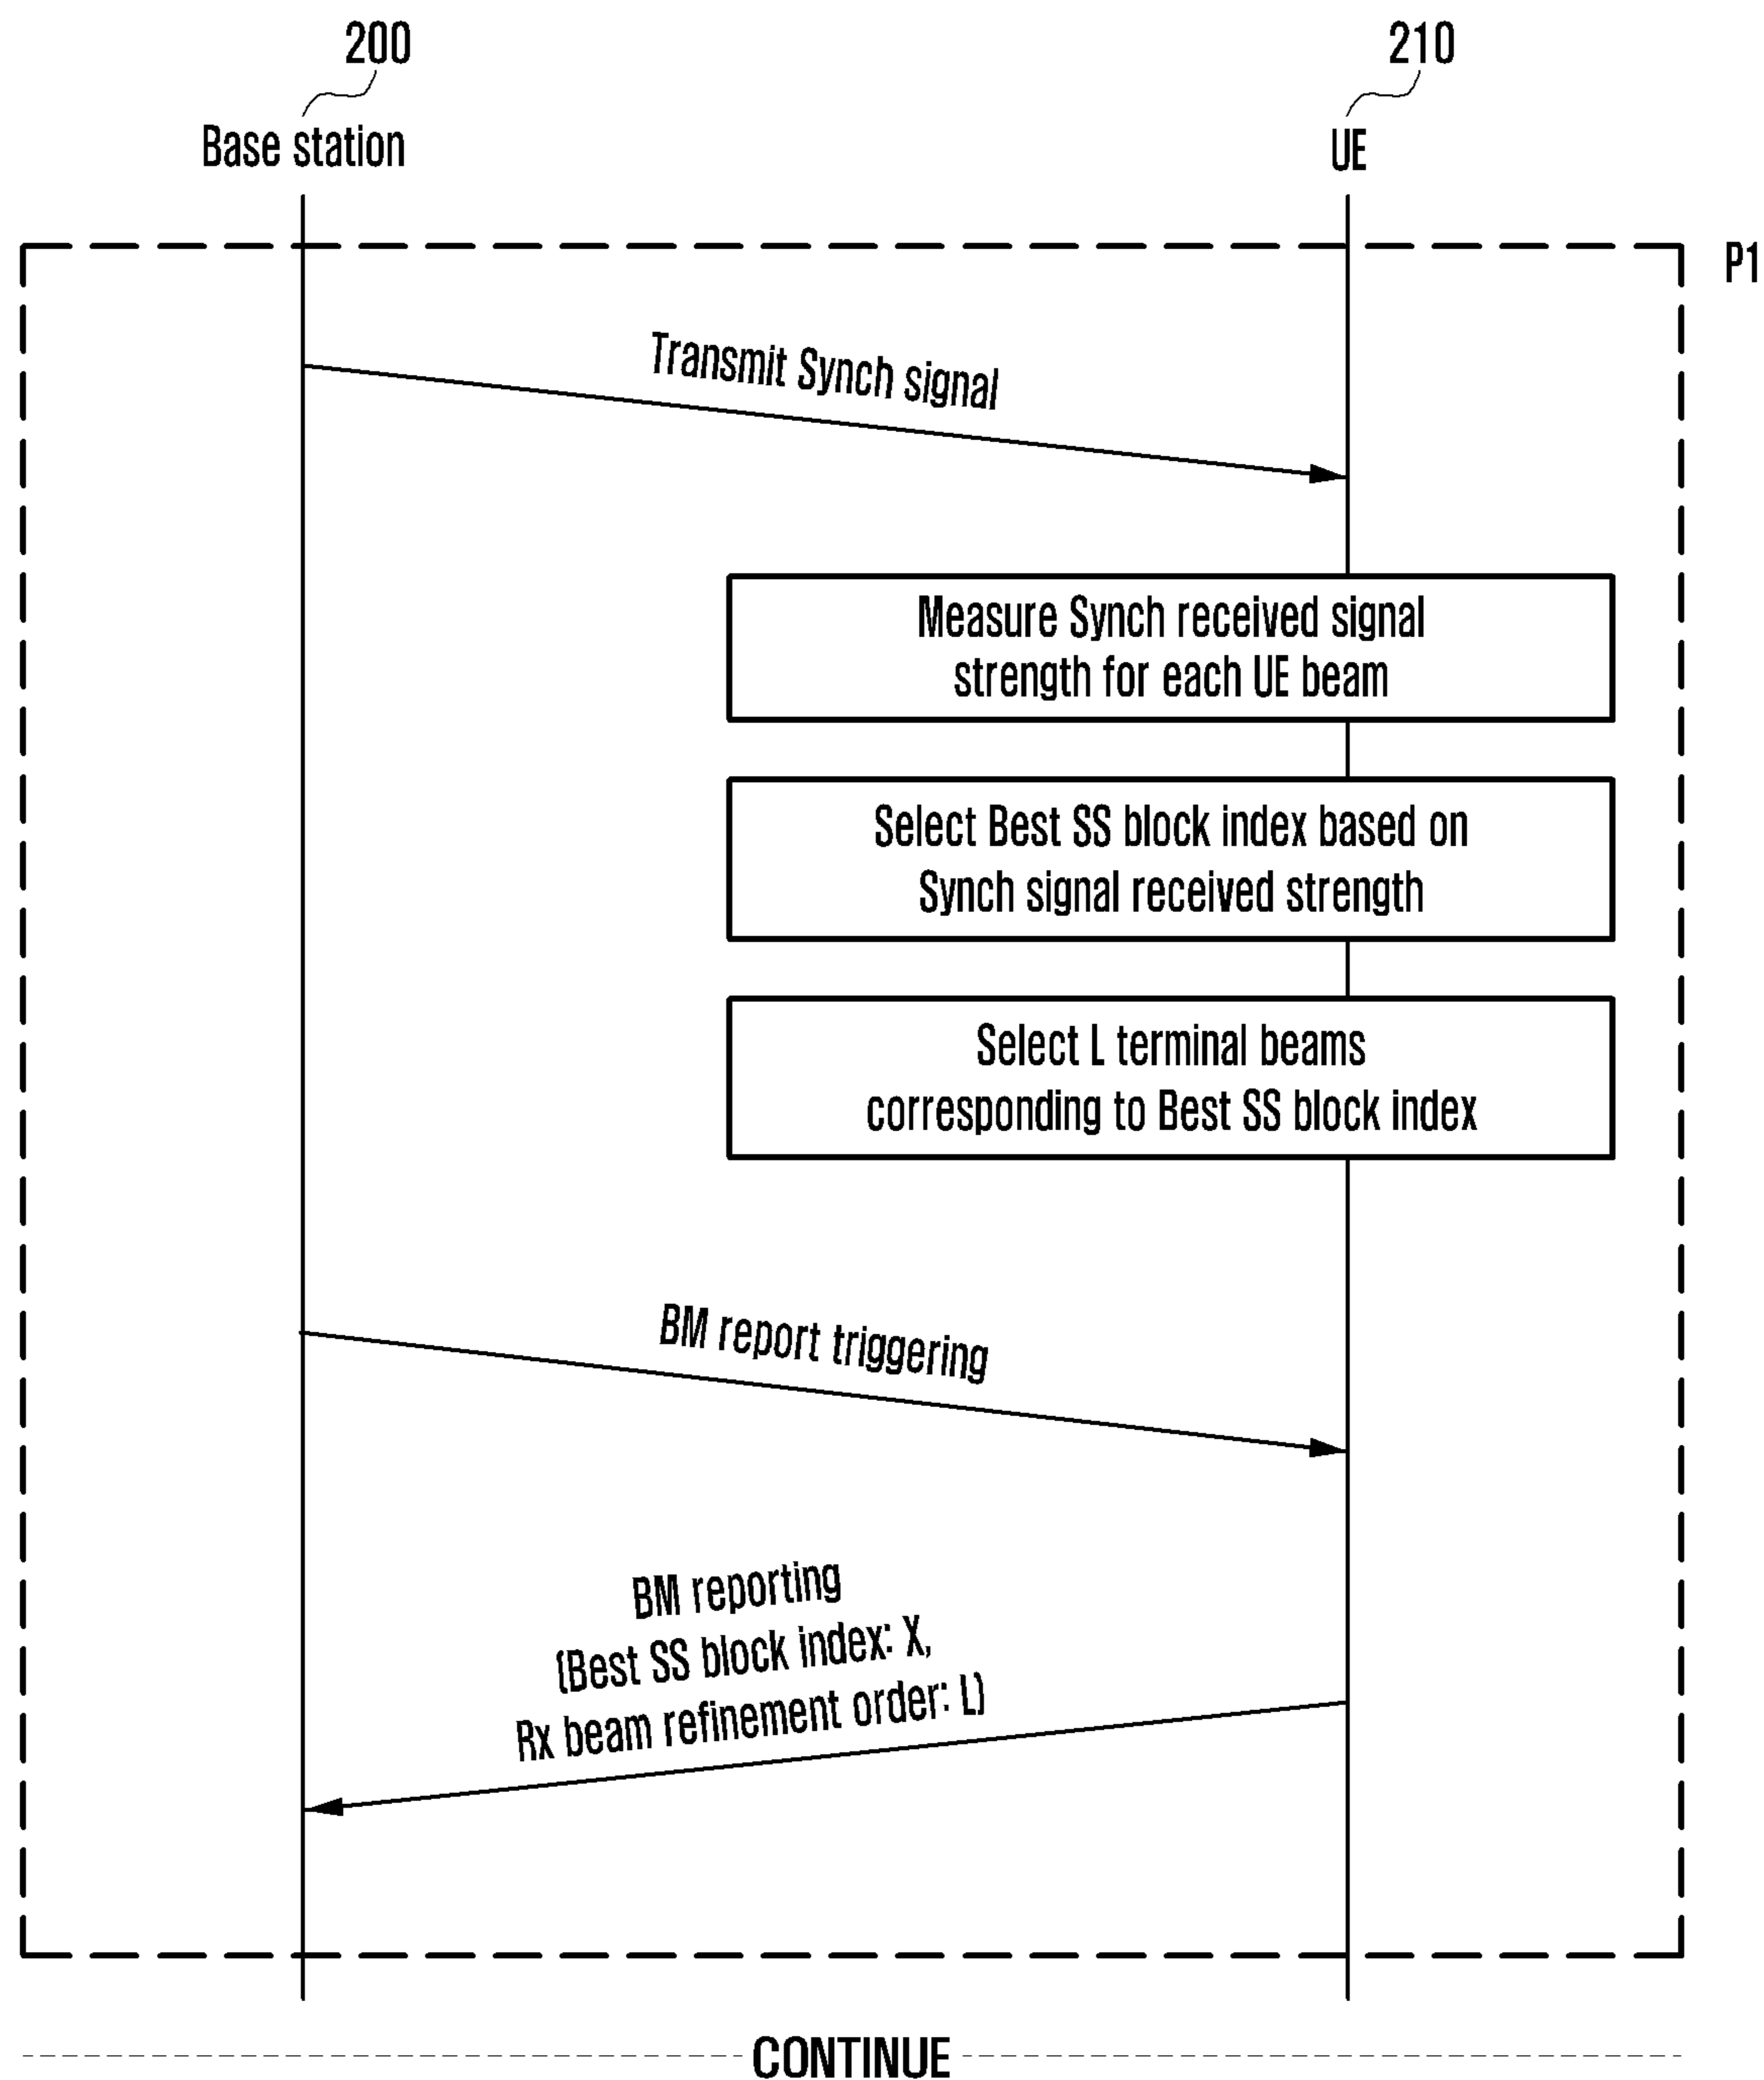 200
210
Base station
UE
P1
Transmit Synch signal
Measure Synch received signal
strength for each UE beam
Select Best SS block index based on
Synch signal received strength
Select L terminal beams
corresponding to Best SS block index
BM report triggering
BM reporting
(Best SS block index: X,
Rx beam refinement order: L)
CONTINUE